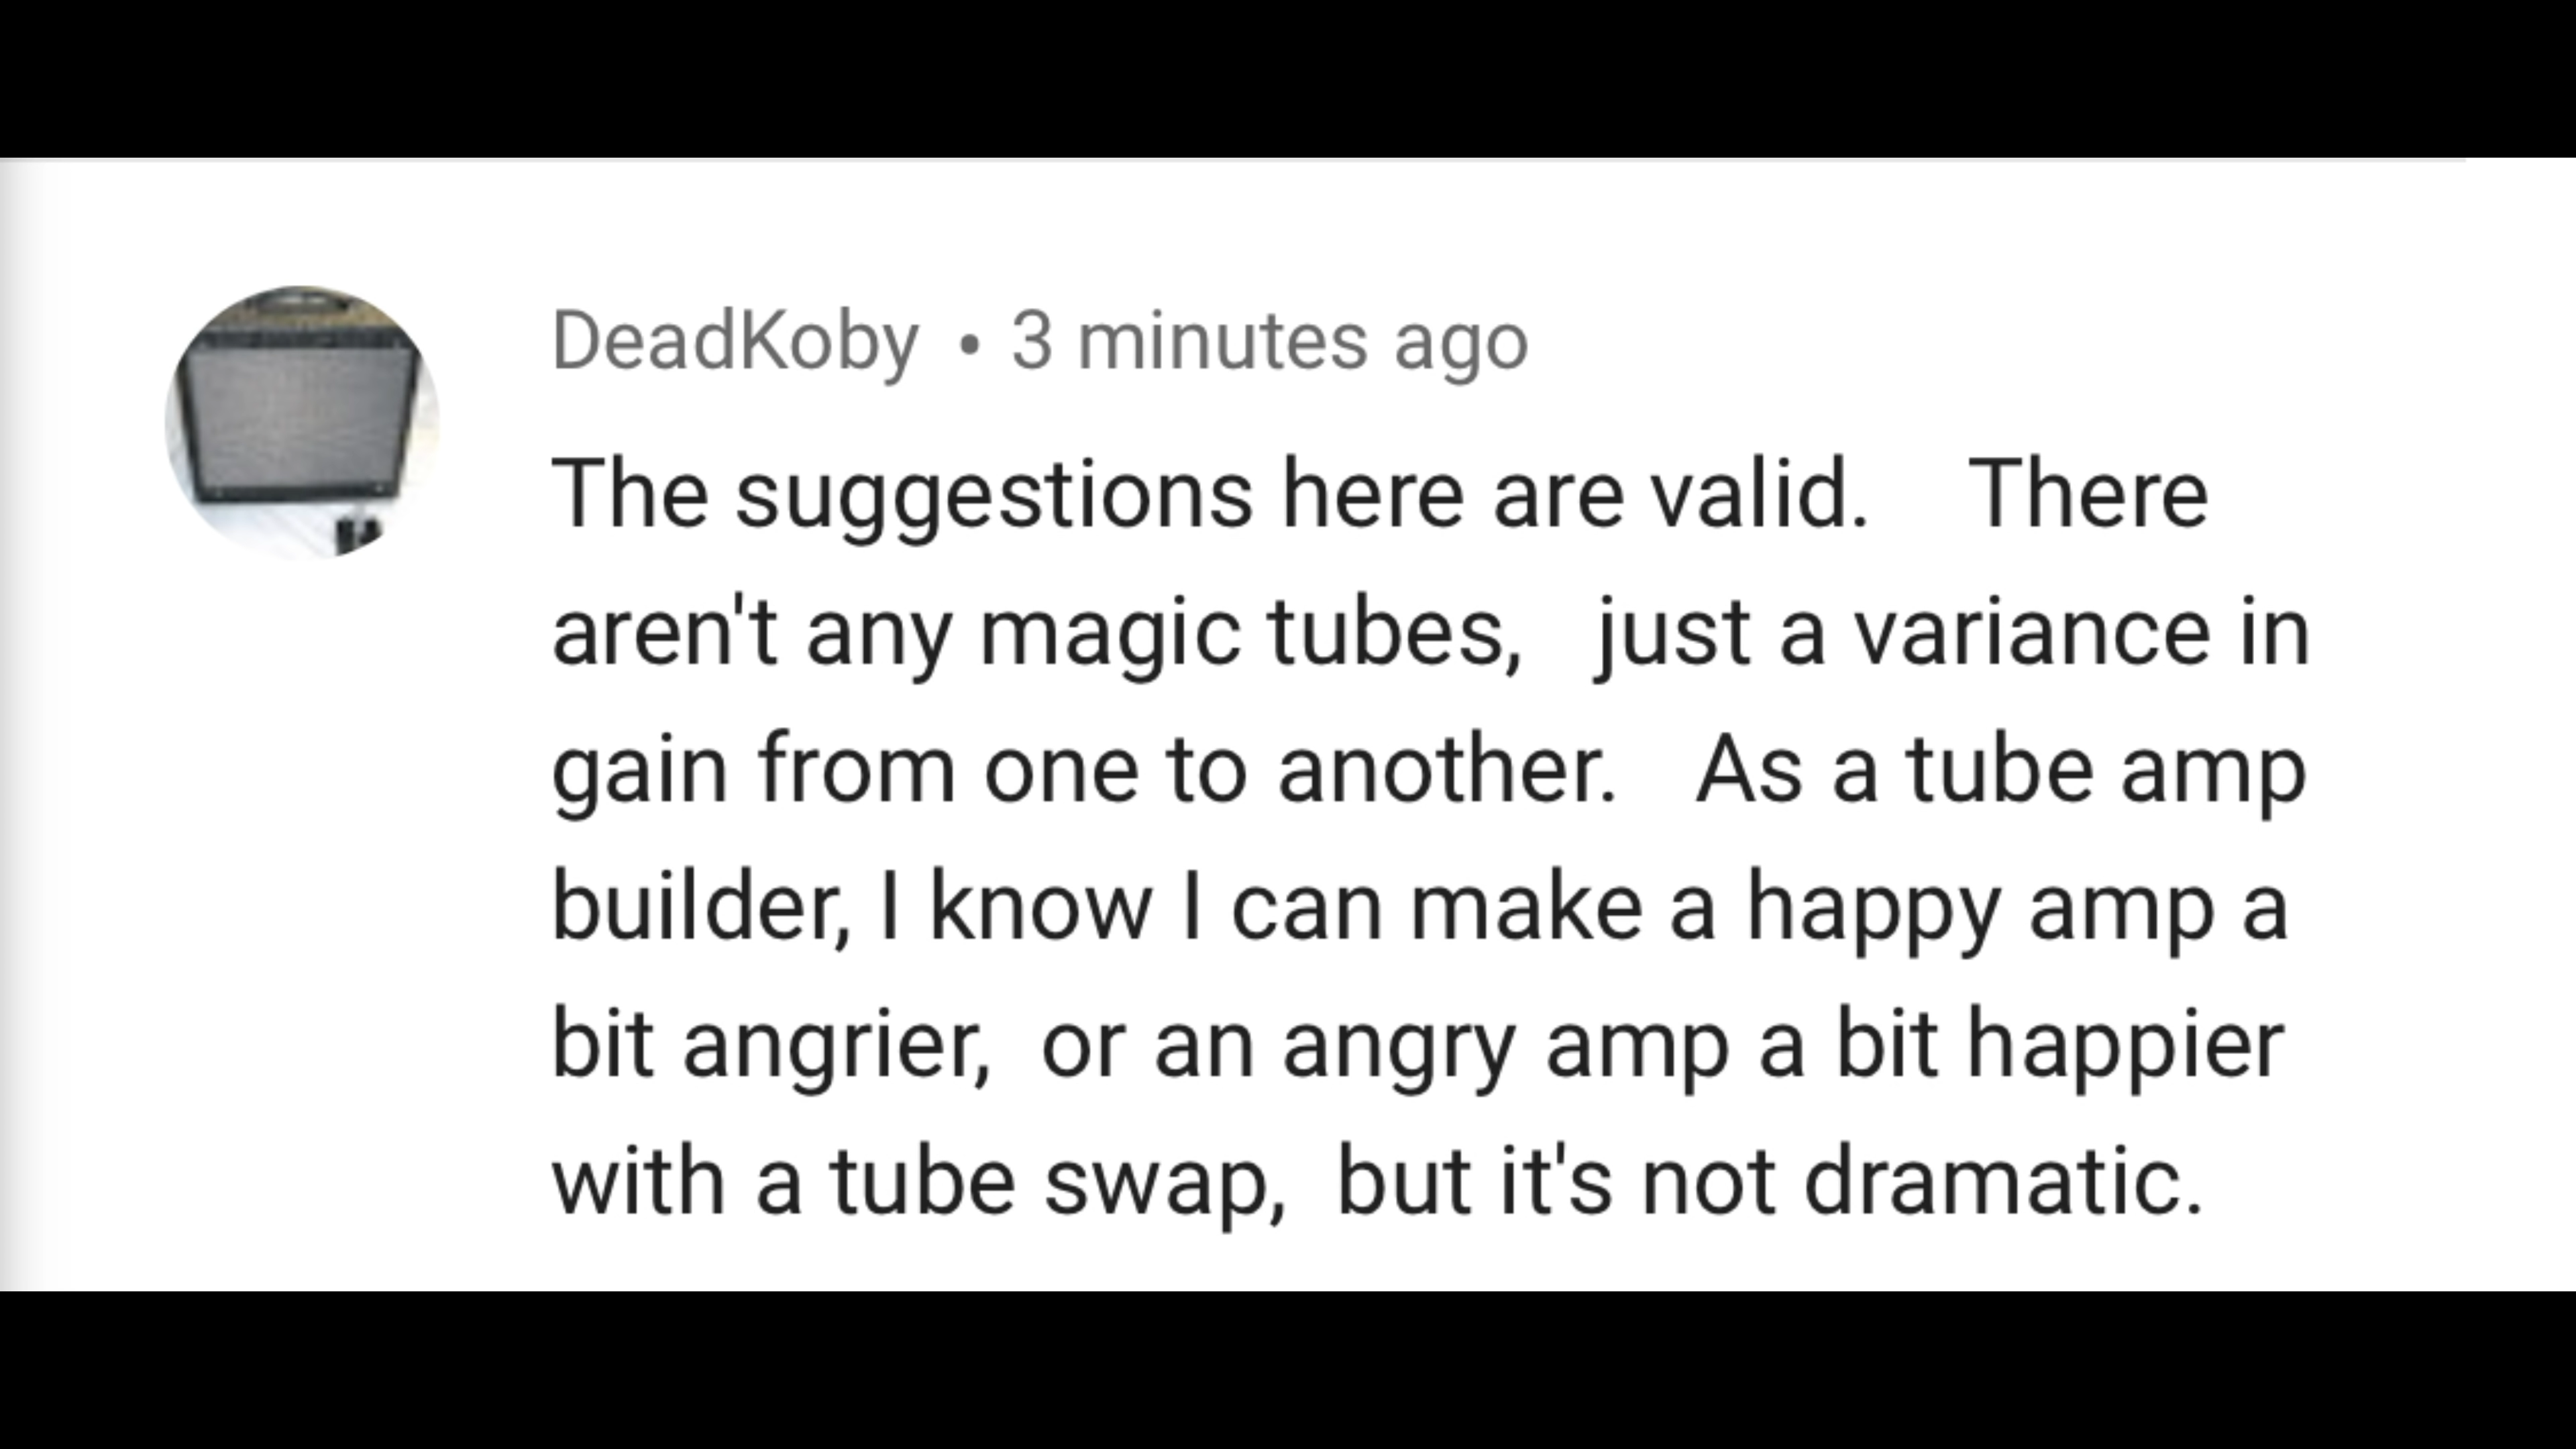 DeadKoby • 3 minutes ago
The suggestions here are valid.    There
aren't any magic tubes,   just a variance in
gain from one to another.   As a tube amp
builder, I know I can make a happy amp a
bit angrier,  or an angry amp a bit happier
with a tube swap,  but it's not dramatic.